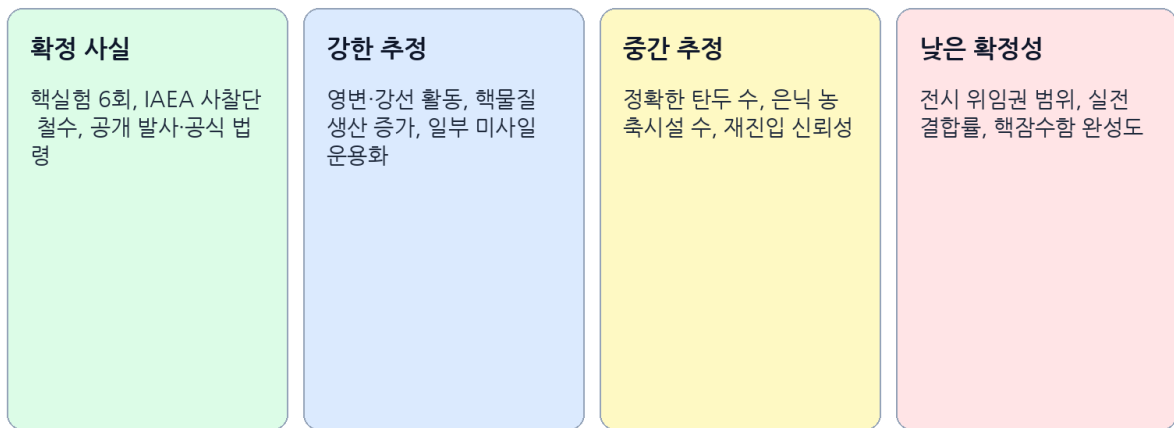 확정 사실
핵실험 6회, IAEA 사찰단
철수, 공개 발사·공식 법
령
강한 추정
영변·강선 활동, 핵물질
생산 증가, 일부 미사일
운용화
중간 추정
정확한 탄두 수, 은닉 농
축시설 수, 재진입 신뢰성
낮은 확정성
전시 위임권 범위, 실전
결합률, 핵잠수함 완성도